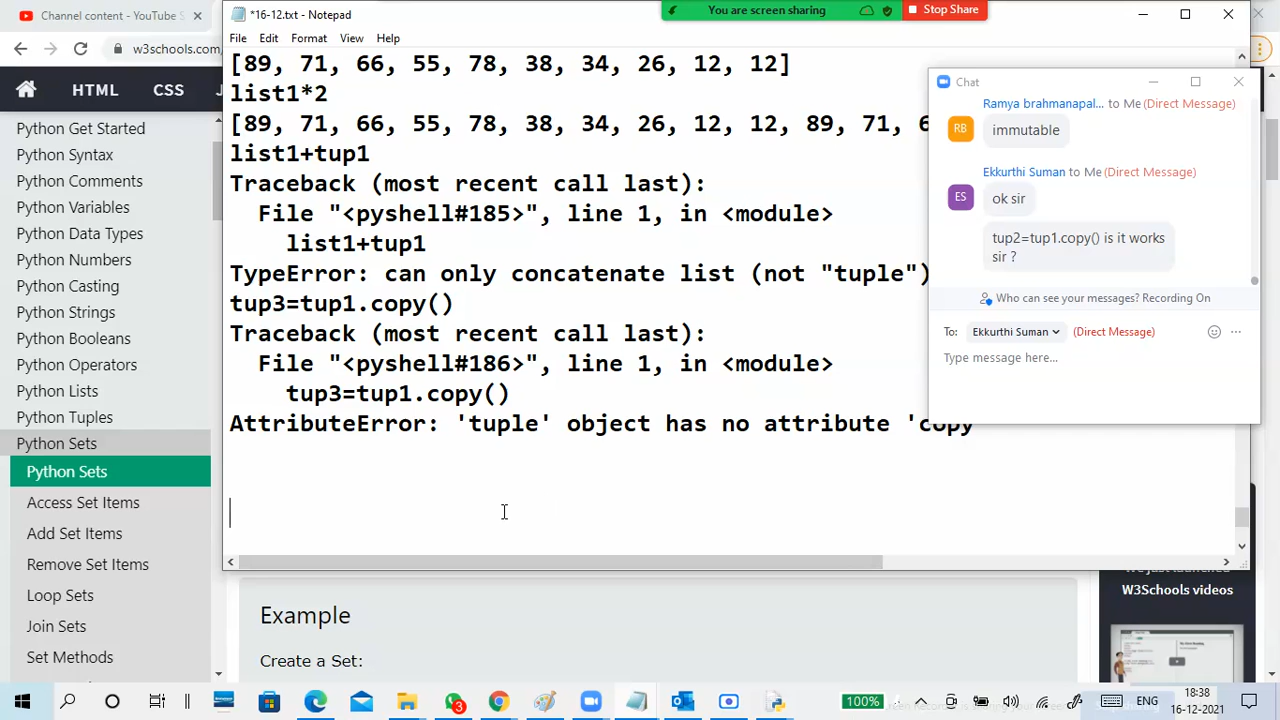 Channel content - YouTube S
*16-12.txt - Notepad
You are screen sharing
Stop Share
w3schools.com
File Edit Format View Help
HTML CSS
Python Get Started
Python Syntax
Python Comments
Python Variables
Python Data Types
Python Numbers
Python Casting
Python Strings
Python Booleans
Python Operators
Python Lists
Python Tuples
Python Sets
Python Sets
Access Set Items
Add Set Items
Remove Set Items
Loop Sets
Join Sets
Set Methods
[89, 71, 66, 55, 78, 38, 34, 26, 12, 12]
list1*2
[89, 71, 66, 55, 78, 38, 34, 26, 12, 12, 89, 71,
list1+tup1
Traceback (most recent call last):
File "<pyshell#185>", line 1, in <module>
list1+tup1
TypeError: can only concatenate list (not "tuple")
tup3=tup1.copy()
Traceback (most recent call last):
File "<pyshell#186>", line 1, in <module>
tup3=tup1.copy()
AttributeError: 'tuple' object has no attribute 'copy
Chat
Ramya brahmanapal... to Me (Direct Message)
RB
immutable
Ekkurthi Suman to Me (Direct Message)
ES
ok sir
tup2=tup1.copy() is it works
sir ?
Who can see your messages? Recording On
To: Ekkurthi Suman (Direct Message)
Type message here...
Example
Create a Set:
W3Schools videos
3
100%
ENG
18:38
16-12-2021